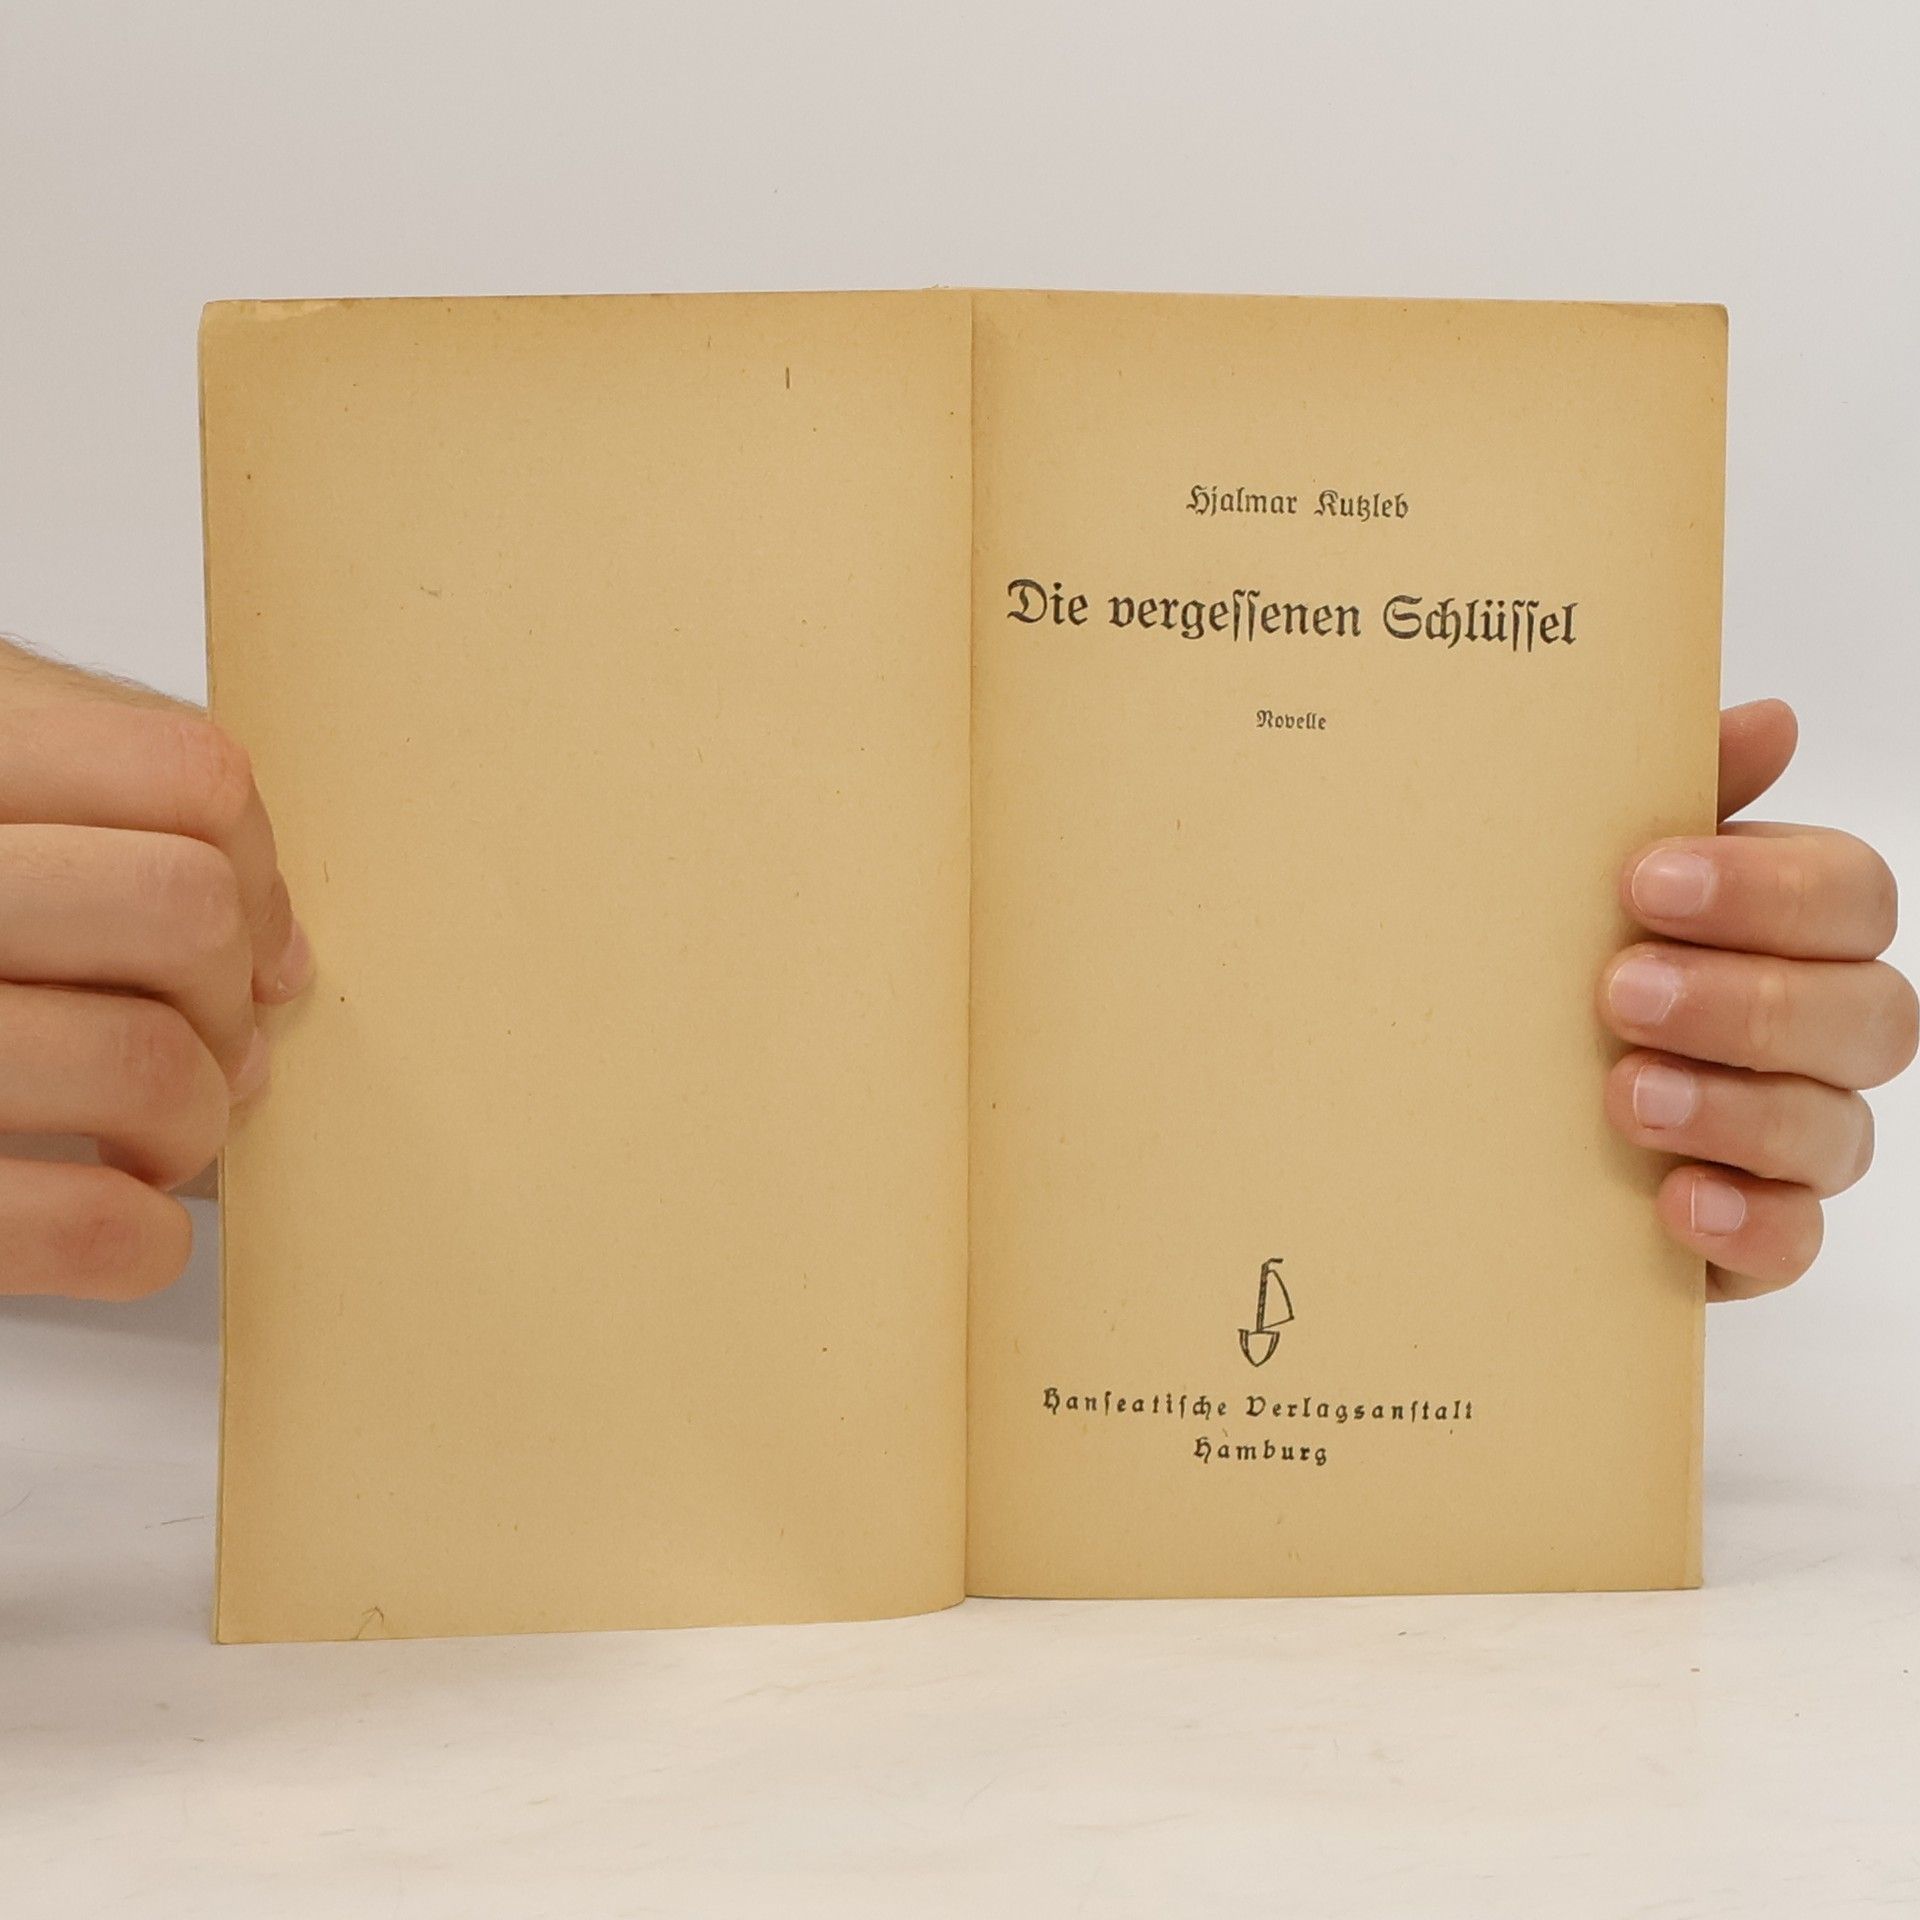 Hjalmar Kutzleb
Die vergeſſenen Schlüſſel
Novelle
Hanſeatiſche Verlagsanſtalt
Hamburg